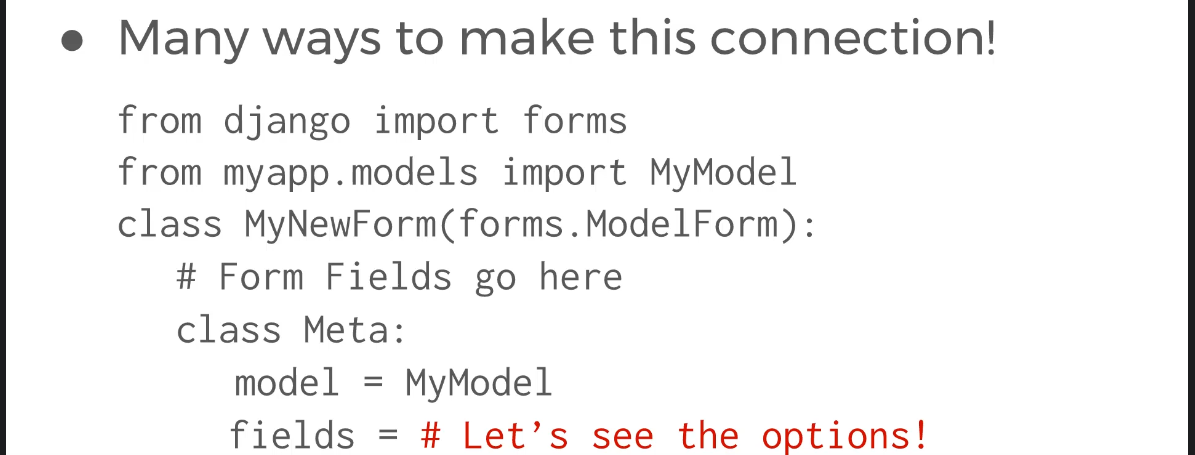 • Many ways to make this connection!
from django import forms
from myapp.models import MyModel
class MyNewForm(forms.ModelForm):
# Form Fields go here
class Meta:
model = MyModel
fields = # Let’s see the options!